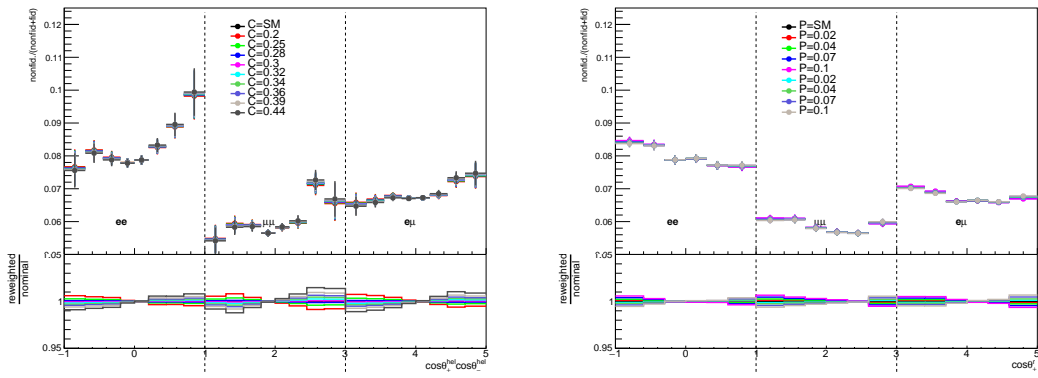 nonfid./(nonfid+fid)
0.12
0.11
0.1
0.09
0.08
0.07
0.06
C=SM
C=0.2
C=0.25
C=0.28
C=0.3
C=0.32
C=0.34
C=0.36
C=0.39
C=0.44
ee
μμ
eμ
reweighted
nominal
1.05
1
0.95
−1 0 1 2 3 4 5
cosθ₊ʰᵉˡcosθ₋ʰᵉˡ
nonfid./(nonfid+fid)
0.12
0.11
0.1
0.09
0.08
0.07
0.06
P=SM
P=0.02
P=0.04
P=0.07
P=0.1
P=0.02
P=0.04
P=0.07
P=0.1
ee
μμ
eμ
reweighted
nominal
1.05
1
0.95
−1 0 1 2 3 4 5